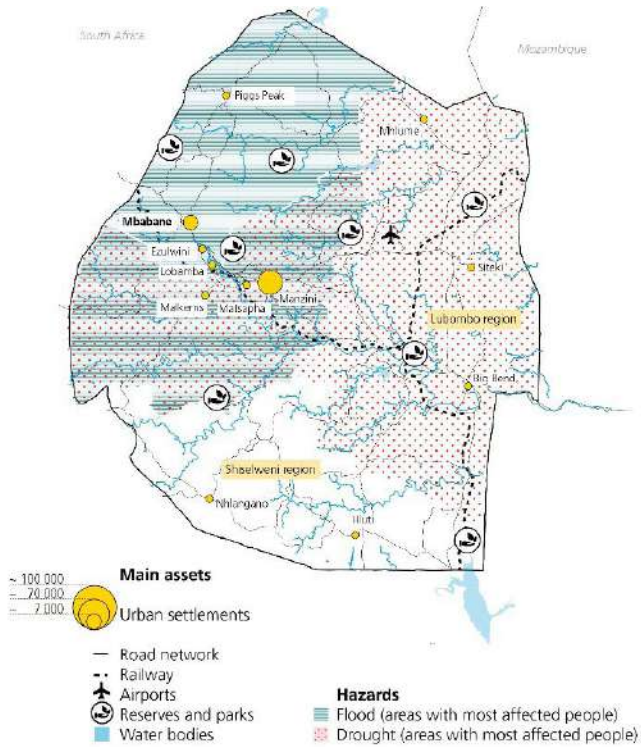 South Africa
Mozambique
Piggs Peak
Mhlume
Mbabane
Ezulwini
Lobamba
Siteki
Malkerns
Matsapha
Manzini
Lubombo region
Big Bend
Shiselweni region
Nhlangano
Hluti
Main assets
~ 100 000
~ 70 000
~ 7 000
Urban settlements
Road network
Railway
Airports
Reserves and parks
Water bodies
Hazards
Flood (areas with most affected people)
Drought (areas with most affected people)